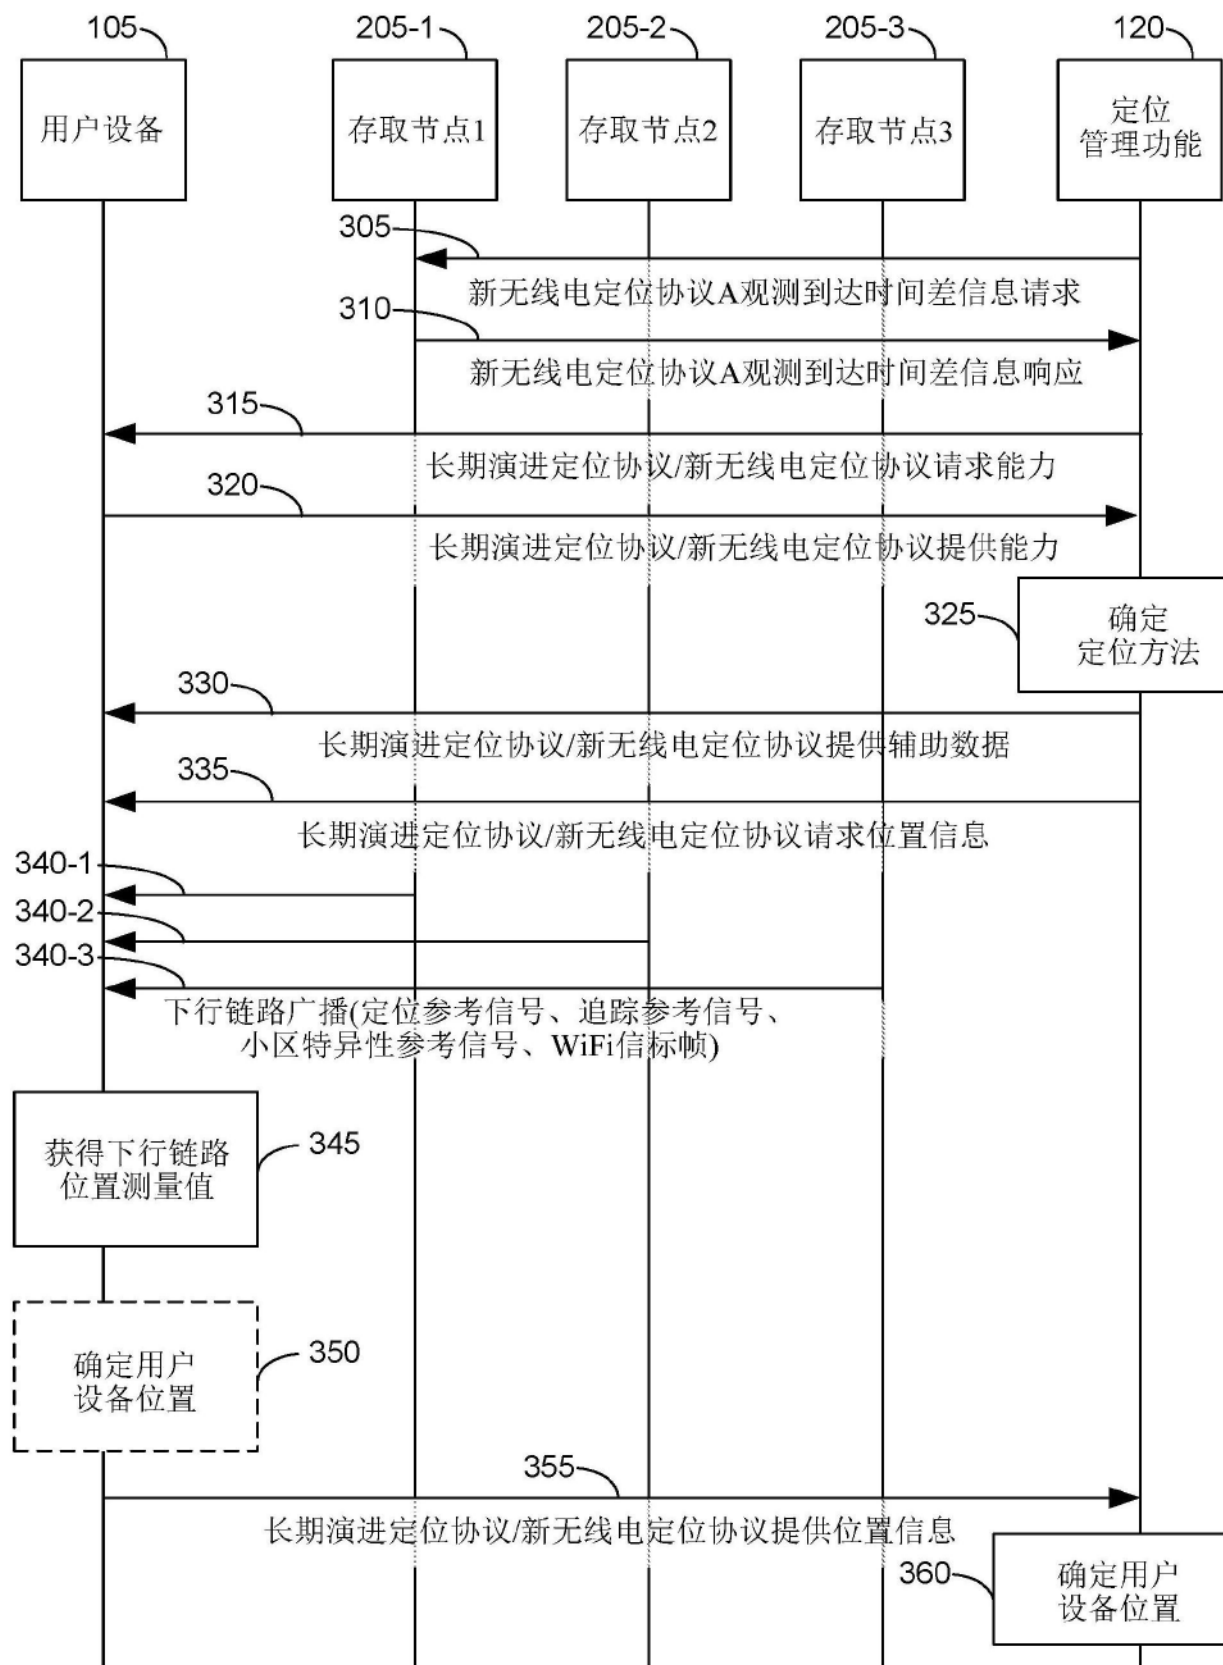 105
205-1
205-2
205-3
120
用户设备
存取节点1
存取节点2
存取节点3
定位
管理功能
305
新无线电定位协议A观测到达时间差信息请求
310
新无线电定位协议A观测到达时间差信息响应
315
长期演进定位协议/新无线电定位协议请求能力
320
长期演进定位协议/新无线电定位协议提供能力
325
确定
定位方法
330
长期演进定位协议/新无线电定位协议提供辅助数据
335
长期演进定位协议/新无线电定位协议请求位置信息
340-1
340-2
340-3
下行链路广播(定位参考信号、追踪参考信号、
小区特异性参考信号、WiFi信标帧)
获得下行链路
位置测量值
345
确定用户
设备位置
350
355
长期演进定位协议/新无线电定位协议提供位置信息
360
确定用户
设备位置